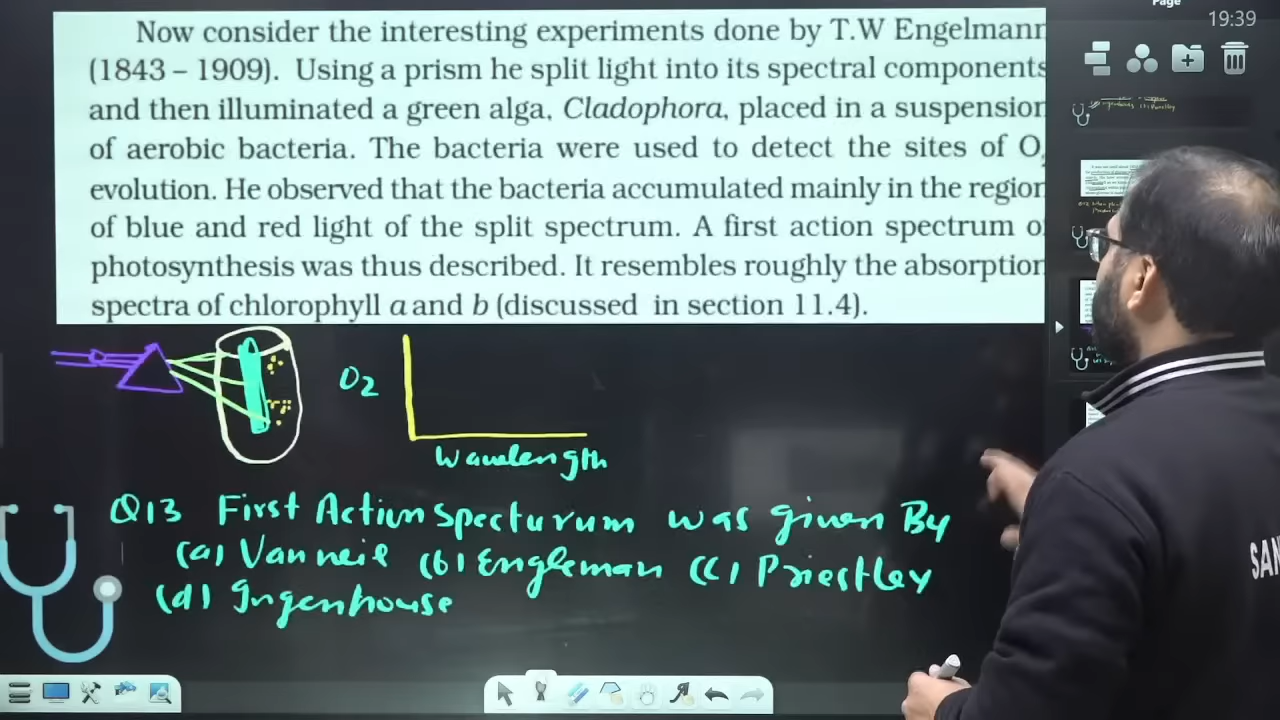 Page
19:39
Now consider the interesting experiments done by T.W Engelmann
(1843 – 1909). Using a prism he split light into its spectral components
and then illuminated a green alga, Cladophora, placed in a suspension
of aerobic bacteria. The bacteria were used to detect the sites of O2
evolution. He observed that the bacteria accumulated mainly in the region
of blue and red light of the split spectrum. A first action spectrum o
photosynthesis was thus described. It resembles roughly the absorption
spectra of chlorophyll a and b (discussed in section 11.4).
O2
Wavelength
Q13 First Action Specturum was given By
(a) Van neil (b) Engleman (c) Priestley
(d) Ingenhouse
SAN